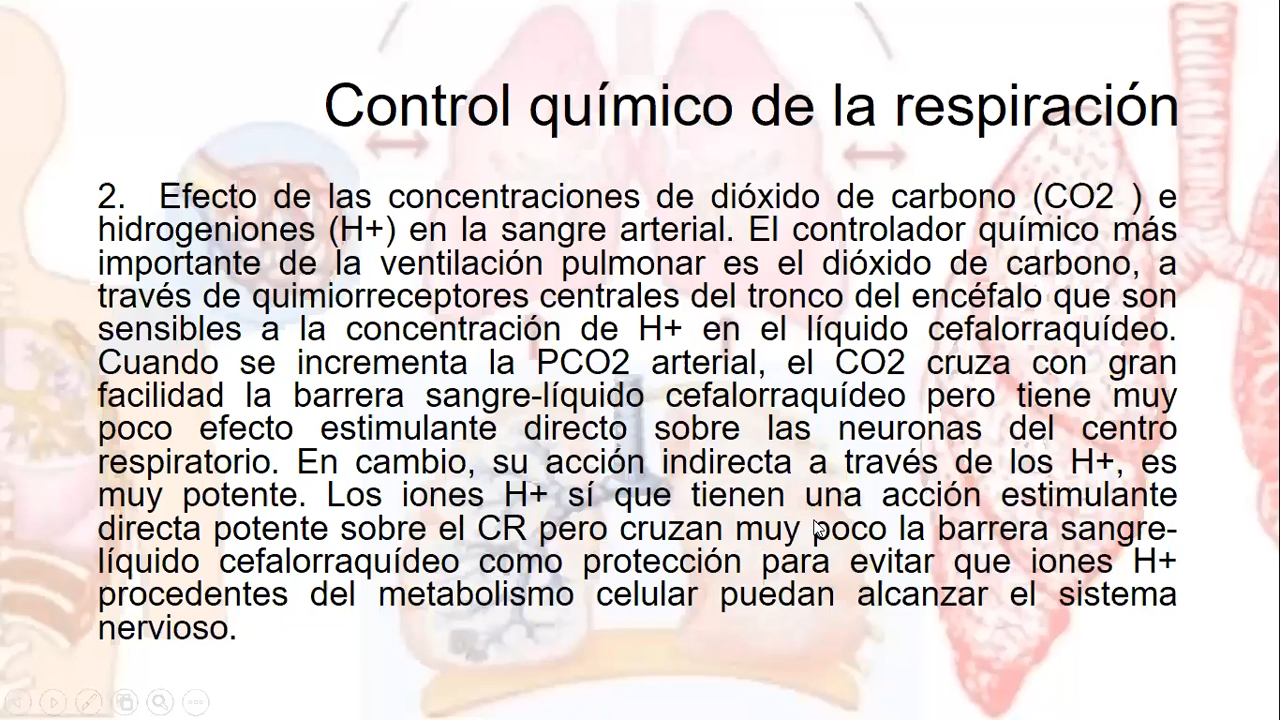 Control químico de la respiración
2. Efecto de las concentraciones de dióxido de carbono (CO2 ) e
hidrogeniones (H+) en la sangre arterial. El controlador químico más
importante de la ventilación pulmonar es el dióxido de carbono, a
través de quimiorreceptores centrales del tronco del encéfalo que son
sensibles a la concentración de H+ en el líquido cefalorraquídeo.
Cuando se incrementa la PCO2 arterial, el CO2 cruza con gran
facilidad la barrera sangre-líquido cefalorraquídeo pero tiene muy
poco efecto estimulante directo sobre las neuronas del centro
respiratorio. En cambio, su acción indirecta a través de los H+, es
muy potente. Los iones H+ sí que tienen una acción estimulante
directa potente sobre el CR pero cruzan muy poco la barrera sangre-
líquido cefalorraquídeo como protección para evitar que iones H+
procedentes del metabolismo celular puedan alcanzar el sistema
nervioso.